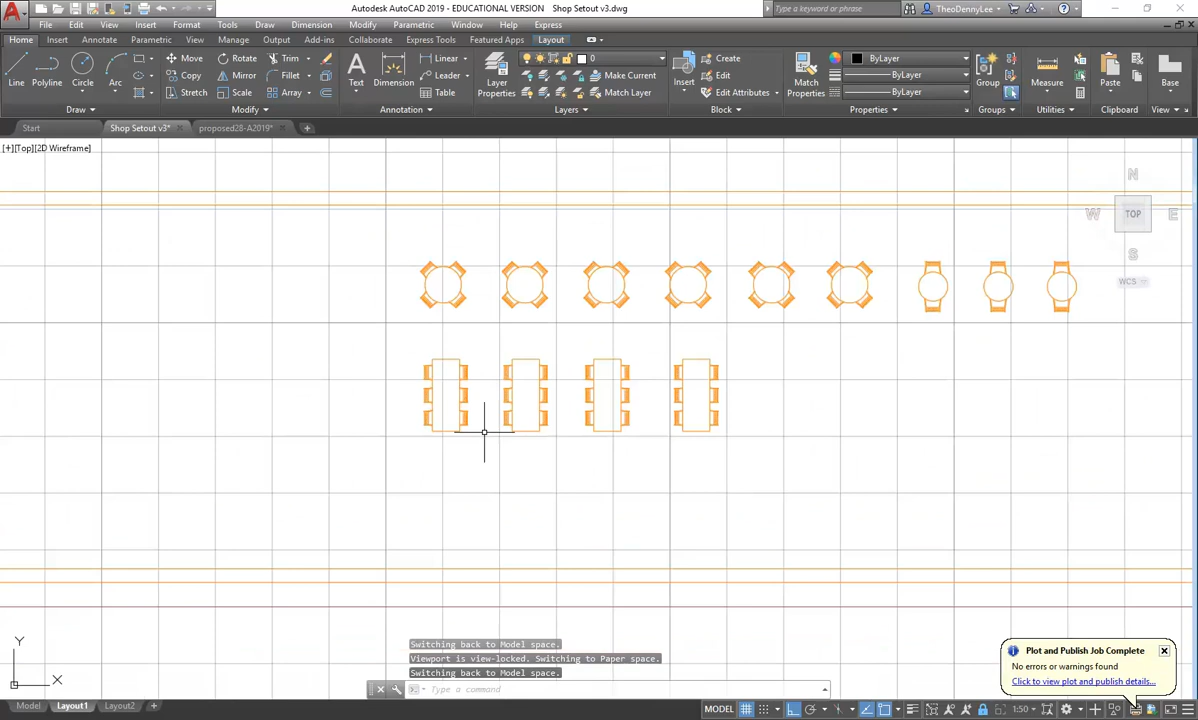 Autodesk AutoCAD 2019 - EDUCATIONAL VERSION Shop Setout v3.dwg
Type a keyword or phrase
TheoDennyLee
File Edit View Insert Format Tools Draw Dimension Modify Parametric Window Help Express
Home Insert Annotate Parametric View Manage Output Add-ins Collaborate Express Tools Featured Apps Layout
Line Polyline Circle Arc
Move Rotate Trim
Copy Mirror Fillet
Stretch Scale Array
Text Dimension
Linear
Leader
Table
Layer Properties
0
Make Current
Match Layer
Insert
Create
Edit
Edit Attributes
Match Properties
ByLayer
ByLayer
ByLayer
Group
Measure
Paste
Base
Draw Modify Annotation Layers Block Properties Groups Utilities Clipboard View
Start Shop Setout v3* proposed28-A2019*
[+][Top][2D Wireframe]
N
W TOP E
S
WCS
Y
X
Switching back to Model space.
Viewport is view-locked. Switching to Paper space.
Switching back to Model space.
Type a command
Plot and Publish Job Complete
No errors or warnings found
Click to view plot and publish details...
Model Layout1 Layout2
MODEL
1:50